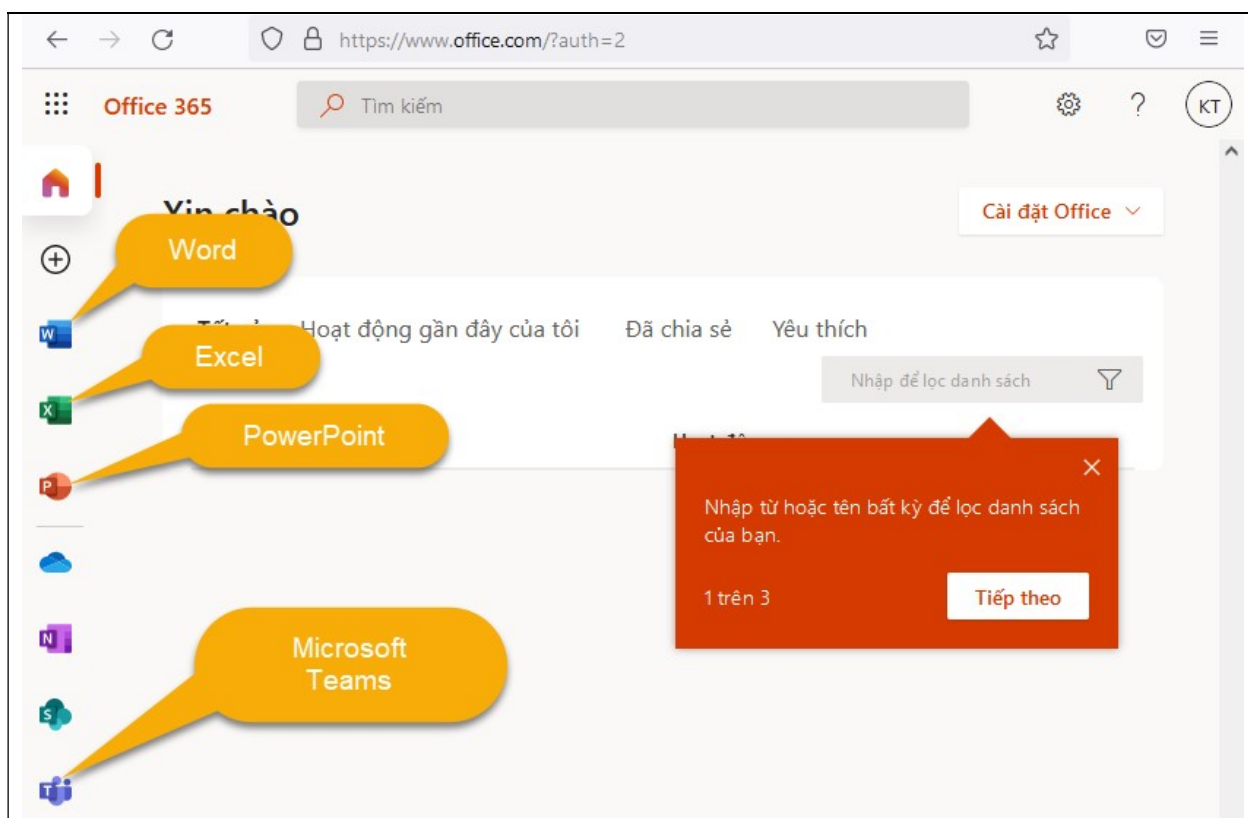 https://www.office.com/?auth=2
Office 365
Tìm kiếm
?
KT
Xin chào
Cài đặt Office
Word
W
Hoạt động gần đây của tôi
Đã chia sẻ
Yêu thích
Excel
Nhập để lọc danh sách
X
PowerPoint
P
Nhập từ hoặc tên bất kỳ để lọc danh sách
của bạn.
1 trên 3
Tiếp theo
N
Microsoft
Teams
S
T